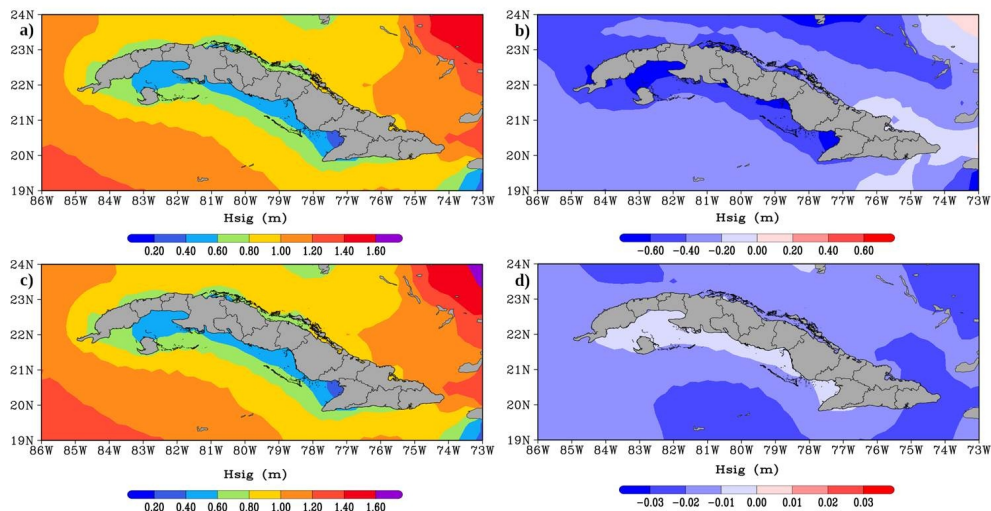 a)
24N
23N
22N
21N
20N
19N
86W 85W 84W 83W 82W 81W 80W 79W 78W 77W 76W 75W 74W 73W
Hsig (m)
0.20 0.40 0.60 0.80 1.00 1.20 1.40 1.60
b)
24N
23N
22N
21N
20N
19N
86W 85W 84W 83W 82W 81W 80W 79W 78W 77W 76W 75W 74W 73W
Hsig (m)
−0.60 −0.40 −0.20 0.00 0.20 0.40 0.60
c)
24N
23N
22N
21N
20N
19N
86W 85W 84W 83W 82W 81W 80W 79W 78W 77W 76W 75W 74W 73W
Hsig (m)
0.20 0.40 0.60 0.80 1.00 1.20 1.40 1.60
d)
24N
23N
22N
21N
20N
19N
86W 85W 84W 83W 82W 81W 80W 79W 78W 77W 76W 75W 74W 73W
Hsig (m)
−0.03 −0.02 −0.01 0.00 0.01 0.02 0.03